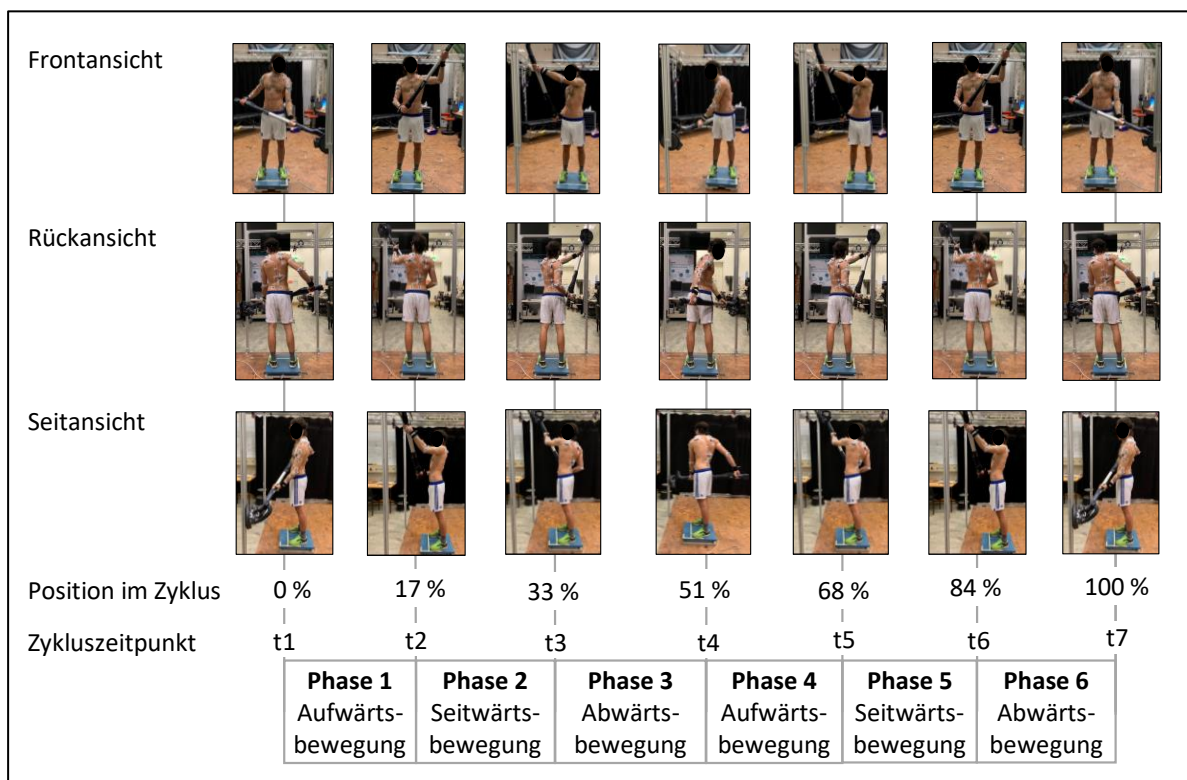 Frontansicht
Rückansicht
Seitansicht
Position im Zyklus 0 % 17 % 33 % 51 % 68 % 84 % 100 %
Zykluszeitpunkt t1 t2 t3 t4 t5 t6 t7
Phase 1 Phase 2 Phase 3 Phase 4 Phase 5 Phase 6
Aufwärts- Seitwärts- Abwärts- Aufwärts- Seitwärts- Abwärts-
bewegung bewegung bewegung bewegung bewegung bewegung